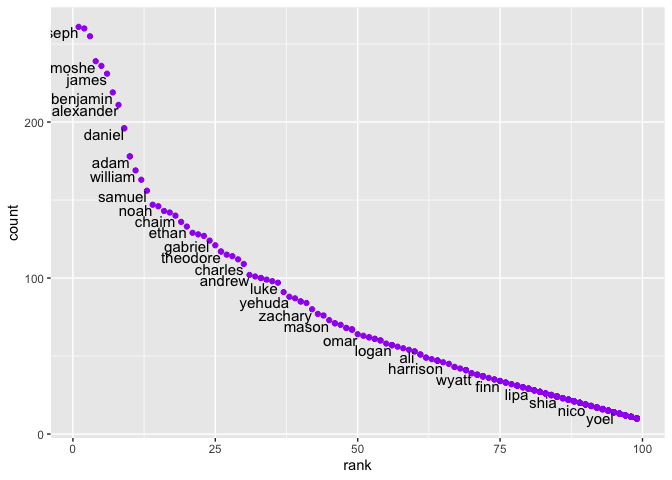 seph
moshe
james
benjamin
alexander
200
daniel
adam
william
samuel
noah
chaim
ethan
gabriel
theodore
charles
andrew
100
luke
yehuda
zachary
mason
omar
logan
ali
harrison
wyatt
finn
lipa
shia
nico
yoel
0
0 25 50 75 100
rank
count